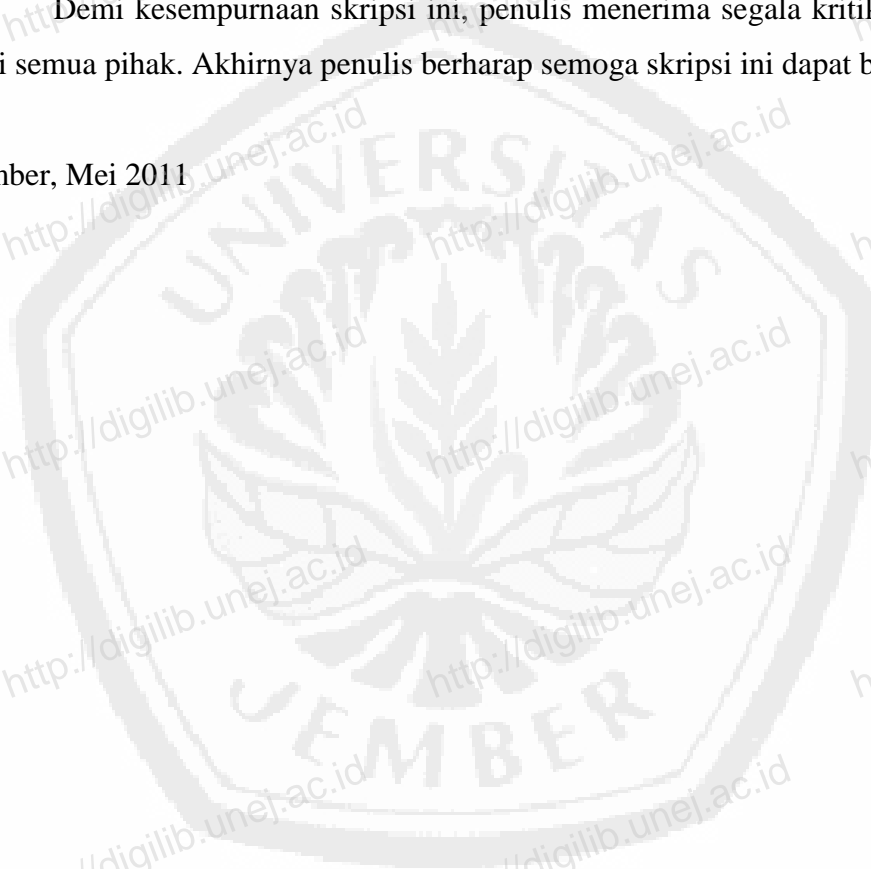 Demi kesempurnaan skripsi ini, penulis menerima segala kritik
i semua pihak. Akhirnya penulis berharap semoga skripsi ini dapat b
nber, Mei 2011
UNIVERSITAS
JEMBER
http://digilib.unej.ac.id
http://digilib.unej.ac.id
http://digilib.unej.ac.id
http://digilib.unej.ac.id
http://digilib.unej.ac.id
http://digilib.unej.ac.id
//digilib.unej.ac.id
//digilib.unej.ac.id